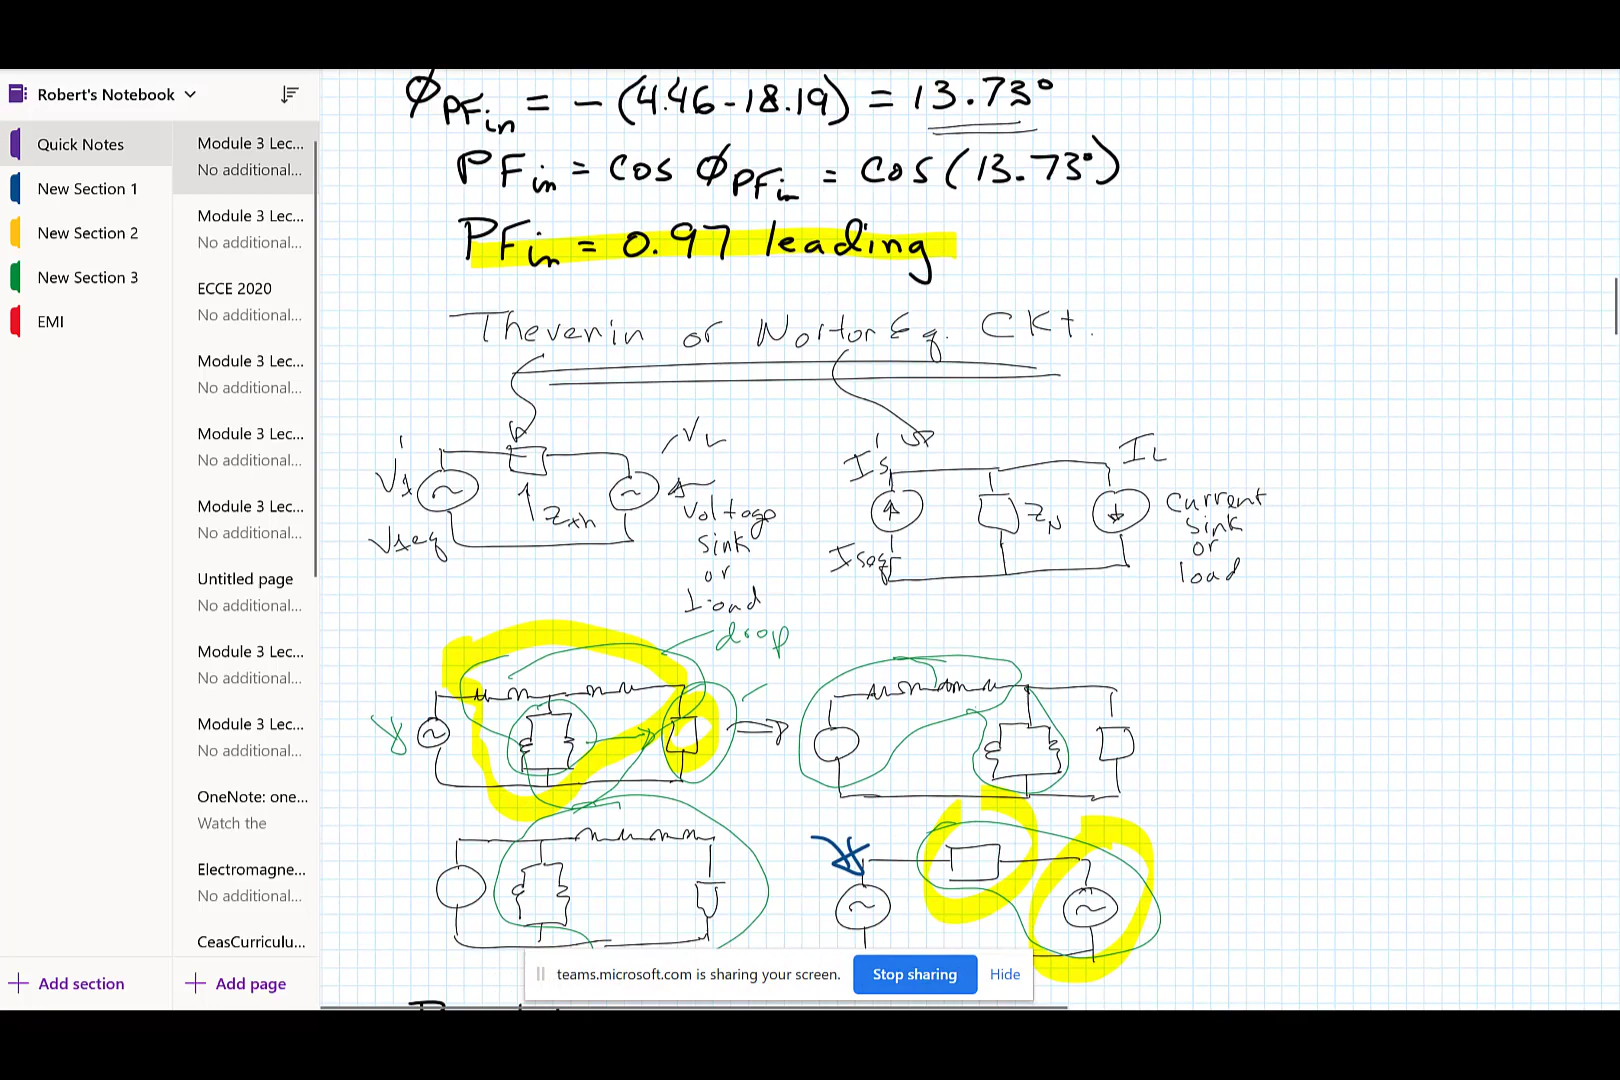 Robert's Notebook
Quick Notes
New Section 1
New Section 2
New Section 3
EMI
Add section
Module 3 Lec...
No additional...
Module 3 Lec...
No additional...
ECCE 2020
No additional...
Module 3 Lec...
No additional...
Module 3 Lec...
No additional...
Module 3 Lec...
No additional...
Untitled page
No additional...
Module 3 Lec...
No additional...
Module 3 Lec...
No additional...
OneNote: one...
Watch the
Electromagne...
No additional...
CeasCurriculu...
Add page
ϕPFin = -(4.46-18.19) = 13.73°
PFin = cos ϕPFin = cos(13.73°)
PFin = 0.97 leading
Thevenin or Norton Eq. CKt.
VL
Voltage
sink
or
Load
Is
ZN
IL
Current
sink
or
load
drop
teams.microsoft.com is sharing your screen.
Stop sharing
Hide